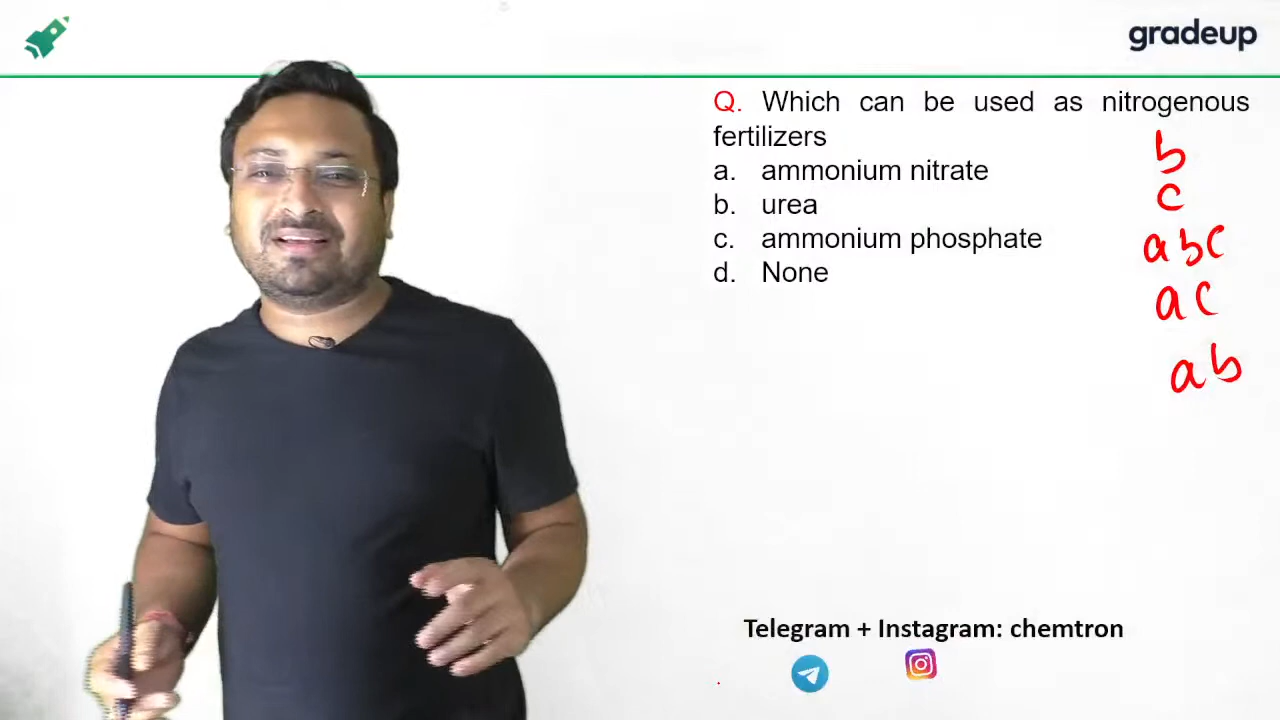 gradeup
Q. Which can be used as nitrogenous
fertilizers
a. ammonium nitrate
b. urea
c. ammonium phosphate
d. None
b
c
abc
ac
ab
Telegram + Instagram: chemtron